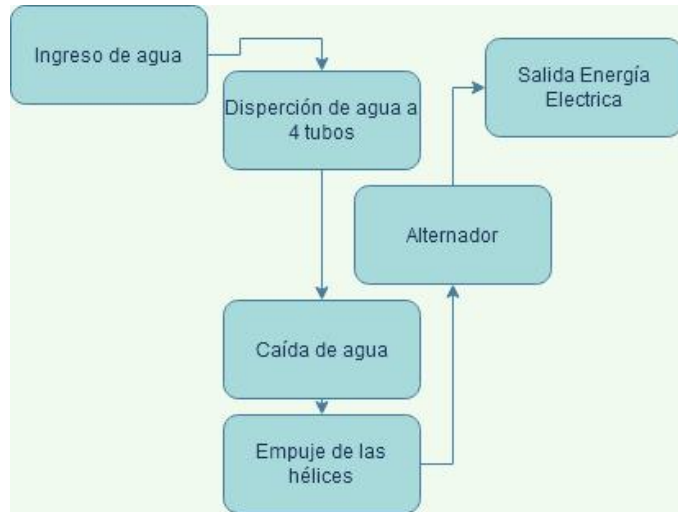 Ingreso de agua
Disperción de agua a
4 tubos
Caída de agua
Empuje de las
hélices
Alternador
Salida Energía
Electrica